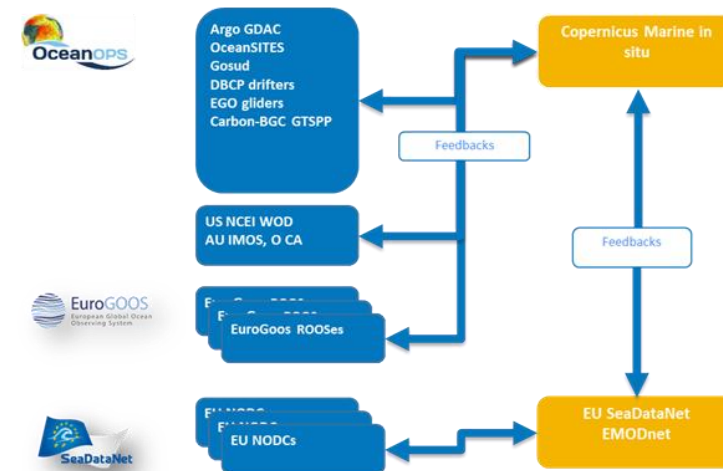 OceanOPS
Argo GDAC
OceanSITES
Gosud
DBCP drifters
EGO gliders
Carbon-BGC GTSPP
Copernicus Marine in
situ
Feedbacks
US NCEI WOD
AU IMOS, O CA
Feedbacks
EuroGOOS
European Global Ocean
Observing System
EuroGoos ROOSes
EU NODCs
EU SeaDataNet
EMODnet
SeaDataNet